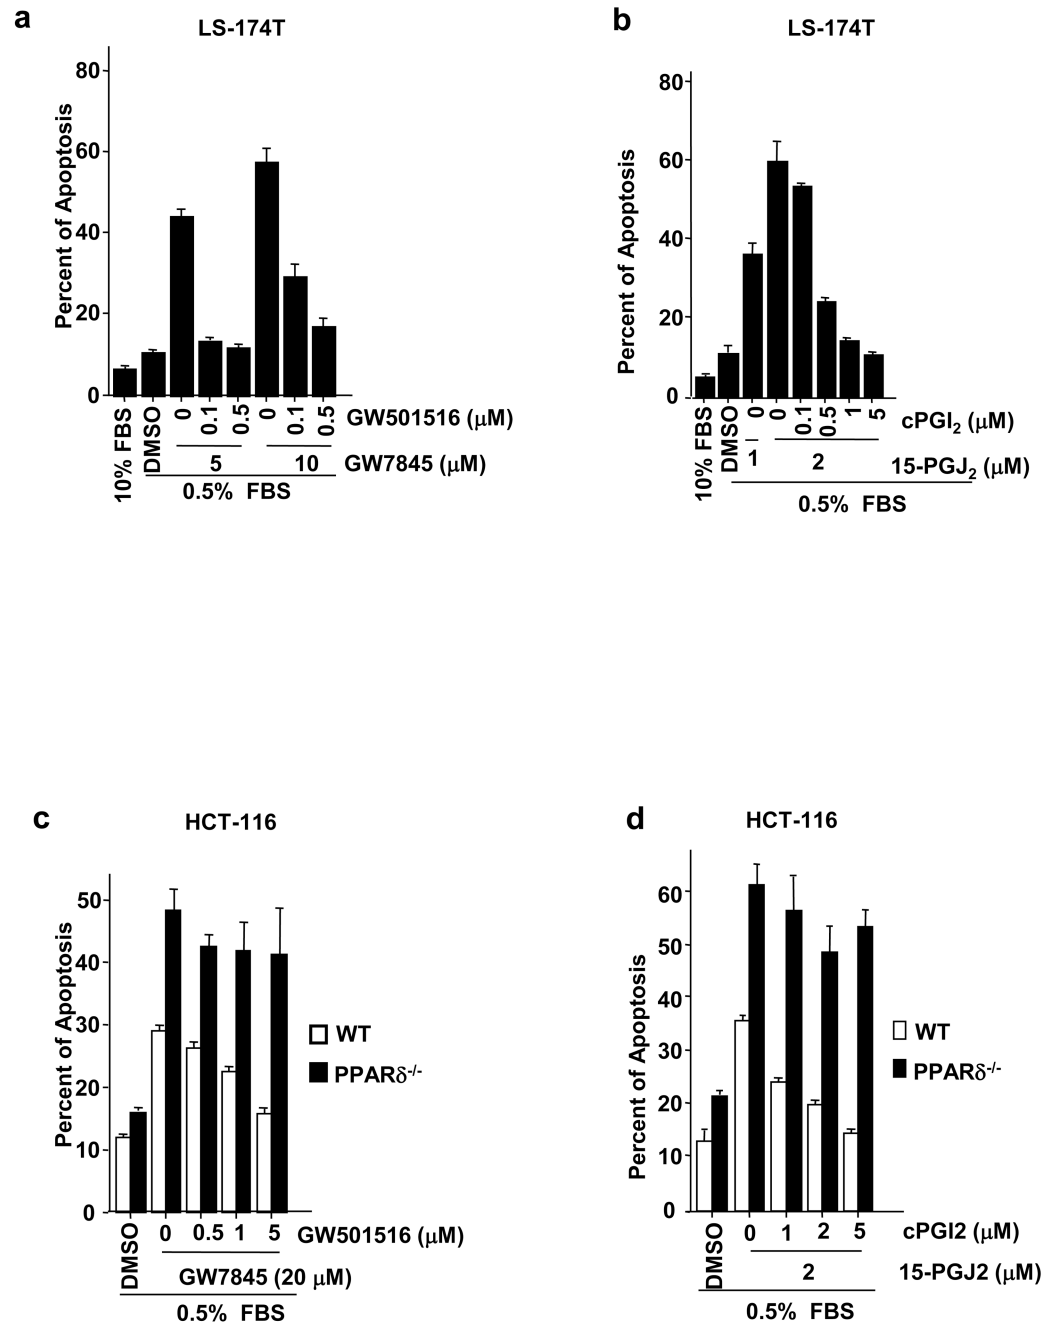 a
LS-174T
Percent of Apoptosis
80
60
40
20
0
10% FBS
DMSO
0 0.1 0.5 0 0.1 0.5 GW501516 (μM)
5 10 GW7845 (μM)
0.5% FBS
b
LS-174T
Percent of Apoptosis
80
60
40
20
0
10% FBS
DMSO
0 0 0.1 0.5 1 5 cPGI2 (μM)
1 2 15-PGJ2 (μM)
0.5% FBS
c
HCT-116
Percent of Apoptosis
50
40
30
20
10
0
WT
PPARδ-/-
DMSO
0 0.5 1 5 GW501516 (μM)
GW7845 (20 μM)
0.5% FBS
d
HCT-116
Percent of Apoptosis
60
50
40
30
20
10
0
WT
PPARδ-/-
DMSO
0 1 2 5 cPGI2 (μM)
2 15-PGJ2 (μM)
0.5% FBS